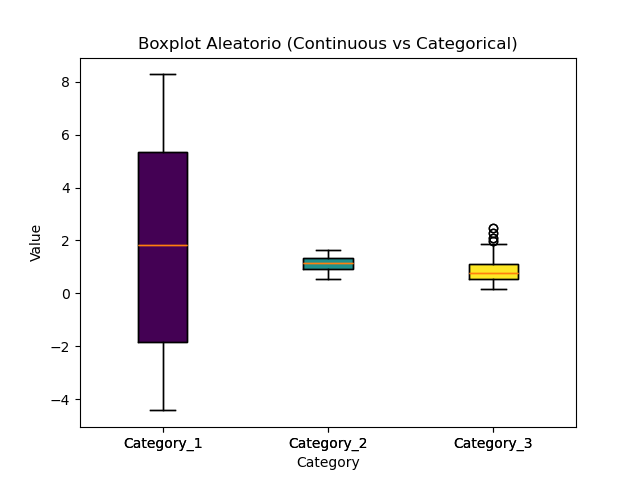 Boxplot Aleatorio (Continuous vs Categorical)
Value
8
6
4
2
0
−2
−4
Category_1
Category_2
Category_3
Category